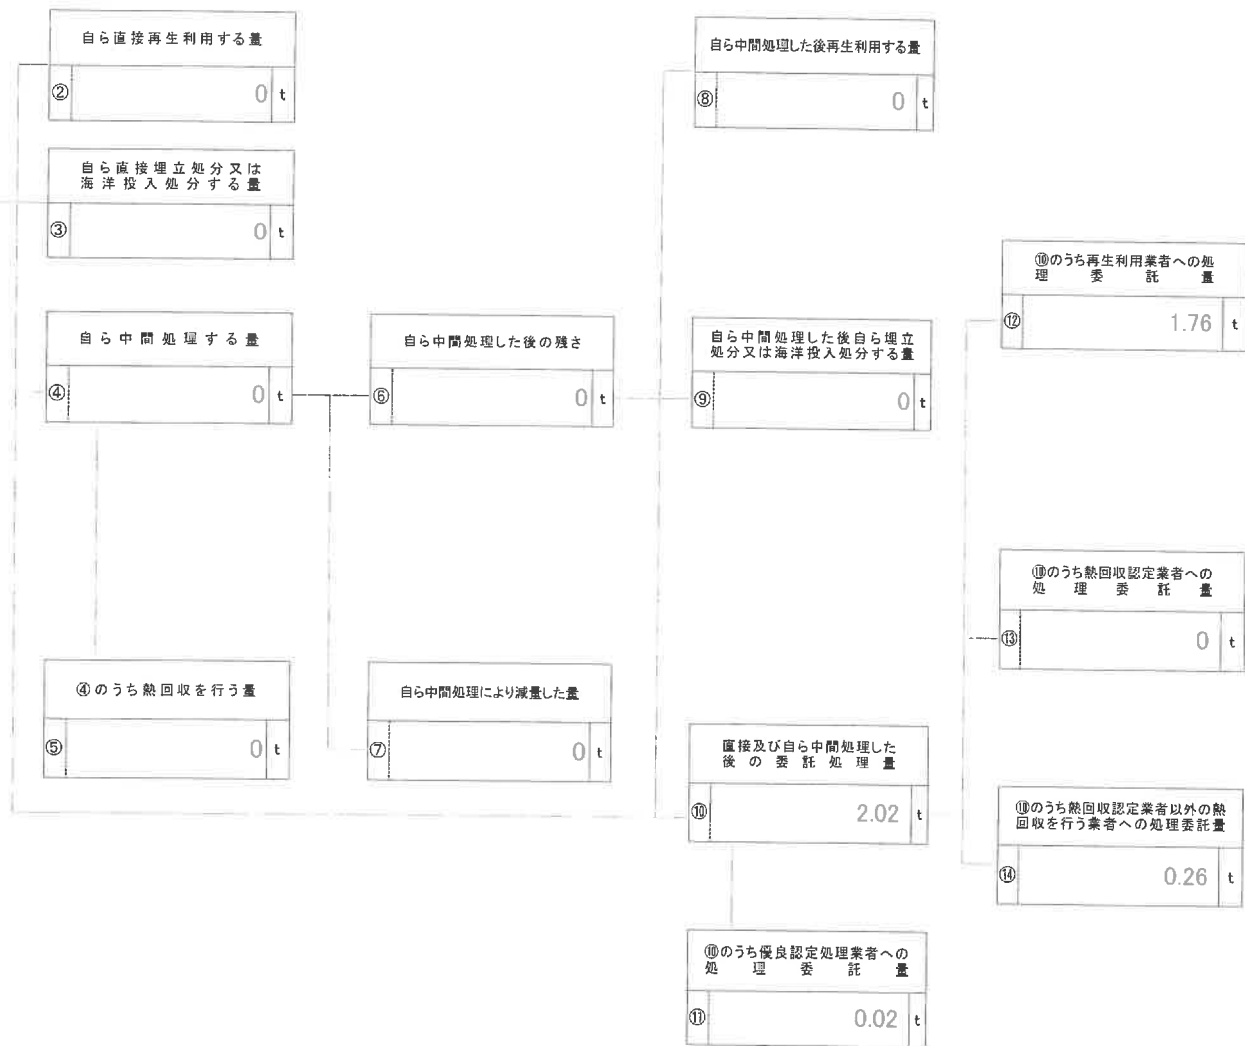 自ら直接再生利用する量
② 0 t
自ら直接埋立処分又は
海洋投入処分する量
③ 0 t
自ら中間処理する量
④ 0 t
④のうち熱回収を行う量
⑤ 0 t
自ら中間処理した後の残さ
⑥ 0 t
自ら中間処理により減量した量
⑦ 0 t
自ら中間処理した後再生利用する量
⑧ 0 t
自ら中間処理した後自ら埋立
処分又は海洋投入処分する量
⑨ 0 t
直接及び自ら中間処理した
後の委託処理量
⑩ 2.02 t
⑩のうち優良認定処理業者への
処理委託量
⑪ 0.02 t
⑩のうち再生利用業者への処
理委託量
⑫ 1.76 t
⑩のうち熱回収認定業者への
処理委託量
⑬ 0 t
⑩のうち熱回収認定業者以外の熱
回収を行う業者への処理委託量
⑭ 0.26 t